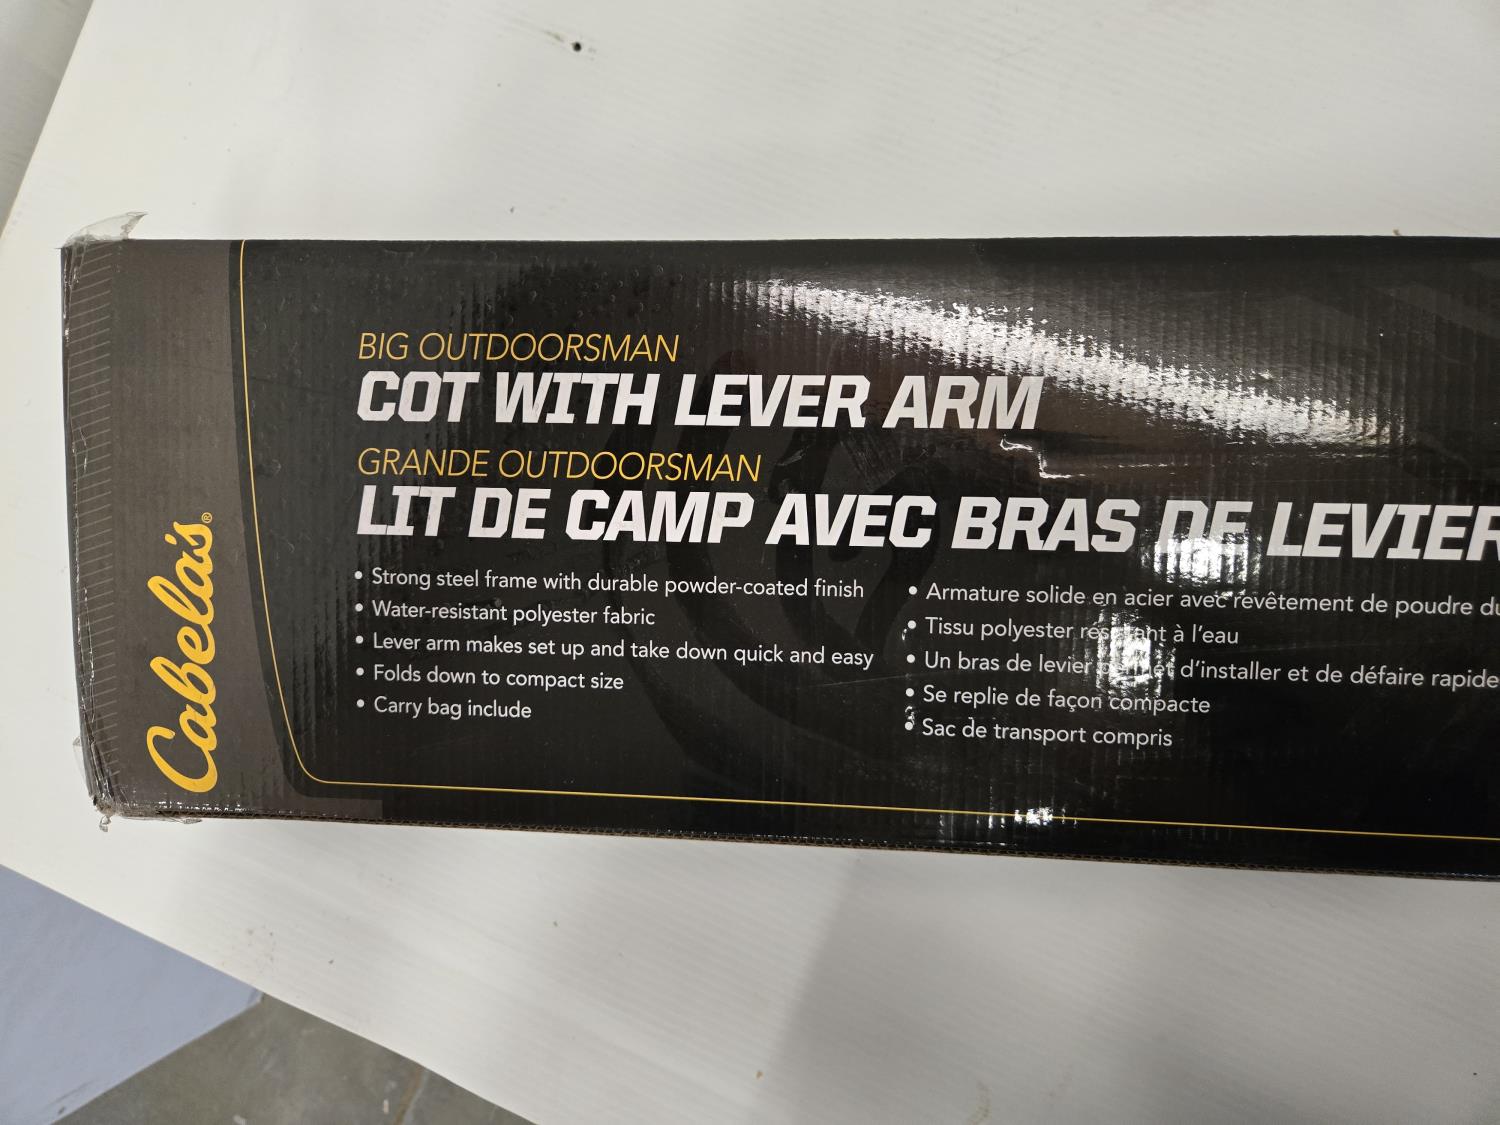 BIG OUTDOORSMAN
COT WITH LEVER ARM
GRANDE OUTDOORSMAN
LIT DE CAMP AVEC BRAS DE LEVIER
• Strong steel frame with durable powder-coated finish
• Water-resistant polyester fabric
• Lever arm makes set up and take down quick and easy
• Folds down to compact size
• Carry bag include
• Armature solide en acier avec revêtement de poudre
• Tissu polyester résistant à l'eau
• Un bras de levier permet d'installer et de défaire
• Se replie de façon compacte
• Sac de transport compris
Cabela's®